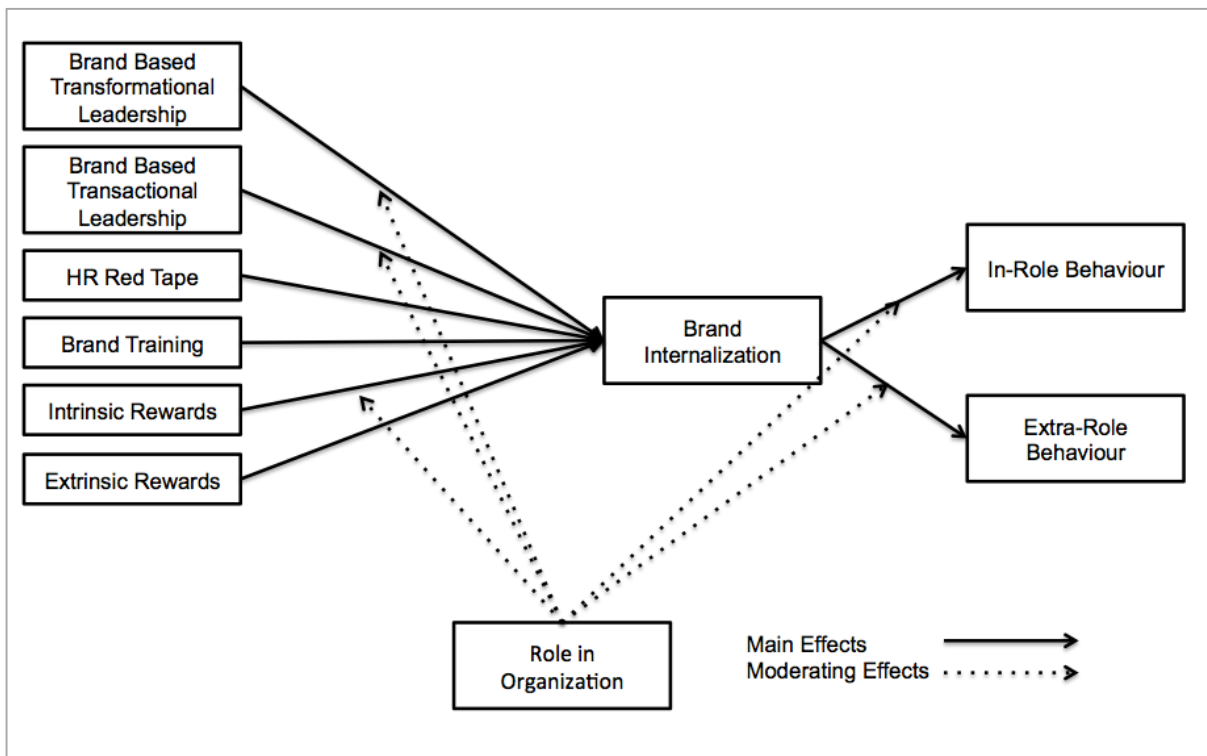 Brand Based
Transformational
Leadership
Brand Based
Transactional
Leadership
HR Red Tape
Brand Training
Intrinsic Rewards
Extrinsic Rewards
Brand
Internalization
In-Role Behaviour
Extra-Role
Behaviour
Role in
Organization
Main Effects
Moderating Effects